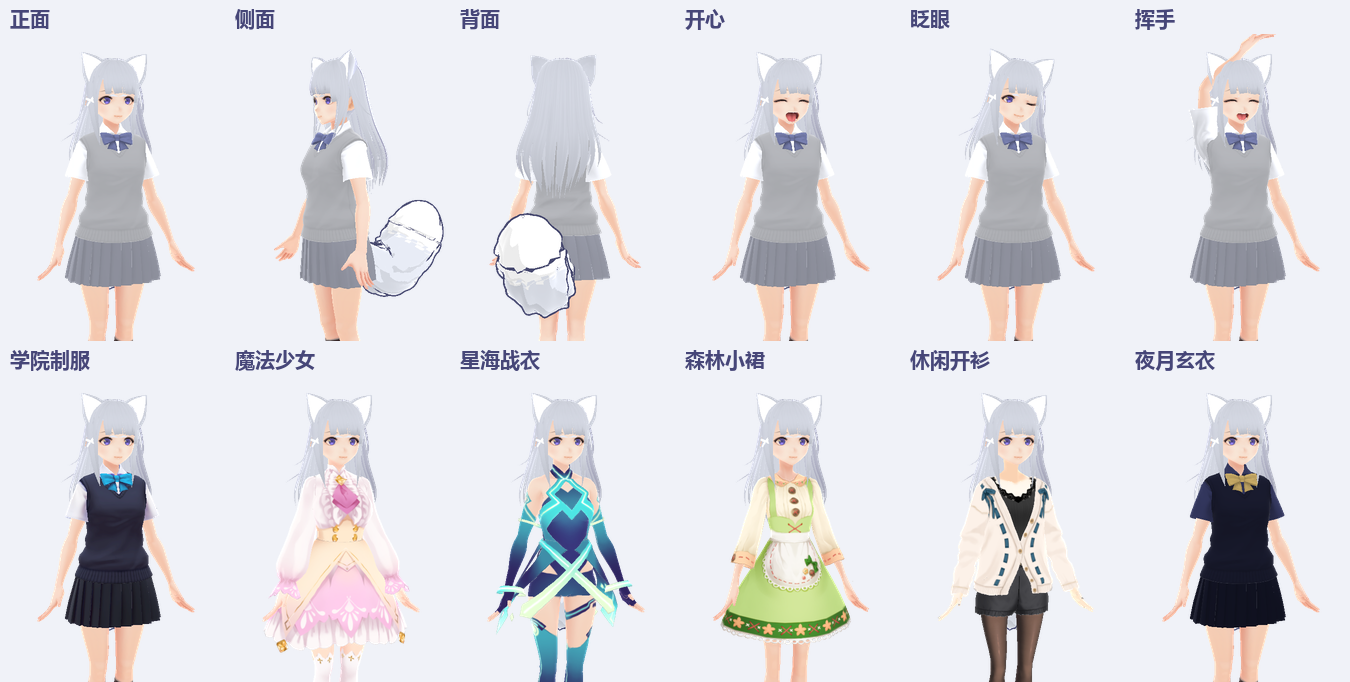 正面
侧面
背面
开心
眨眼
挥手
学院制服
魔法少女
星海战衣
森林小裙
休闲开衫
夜月玄衣